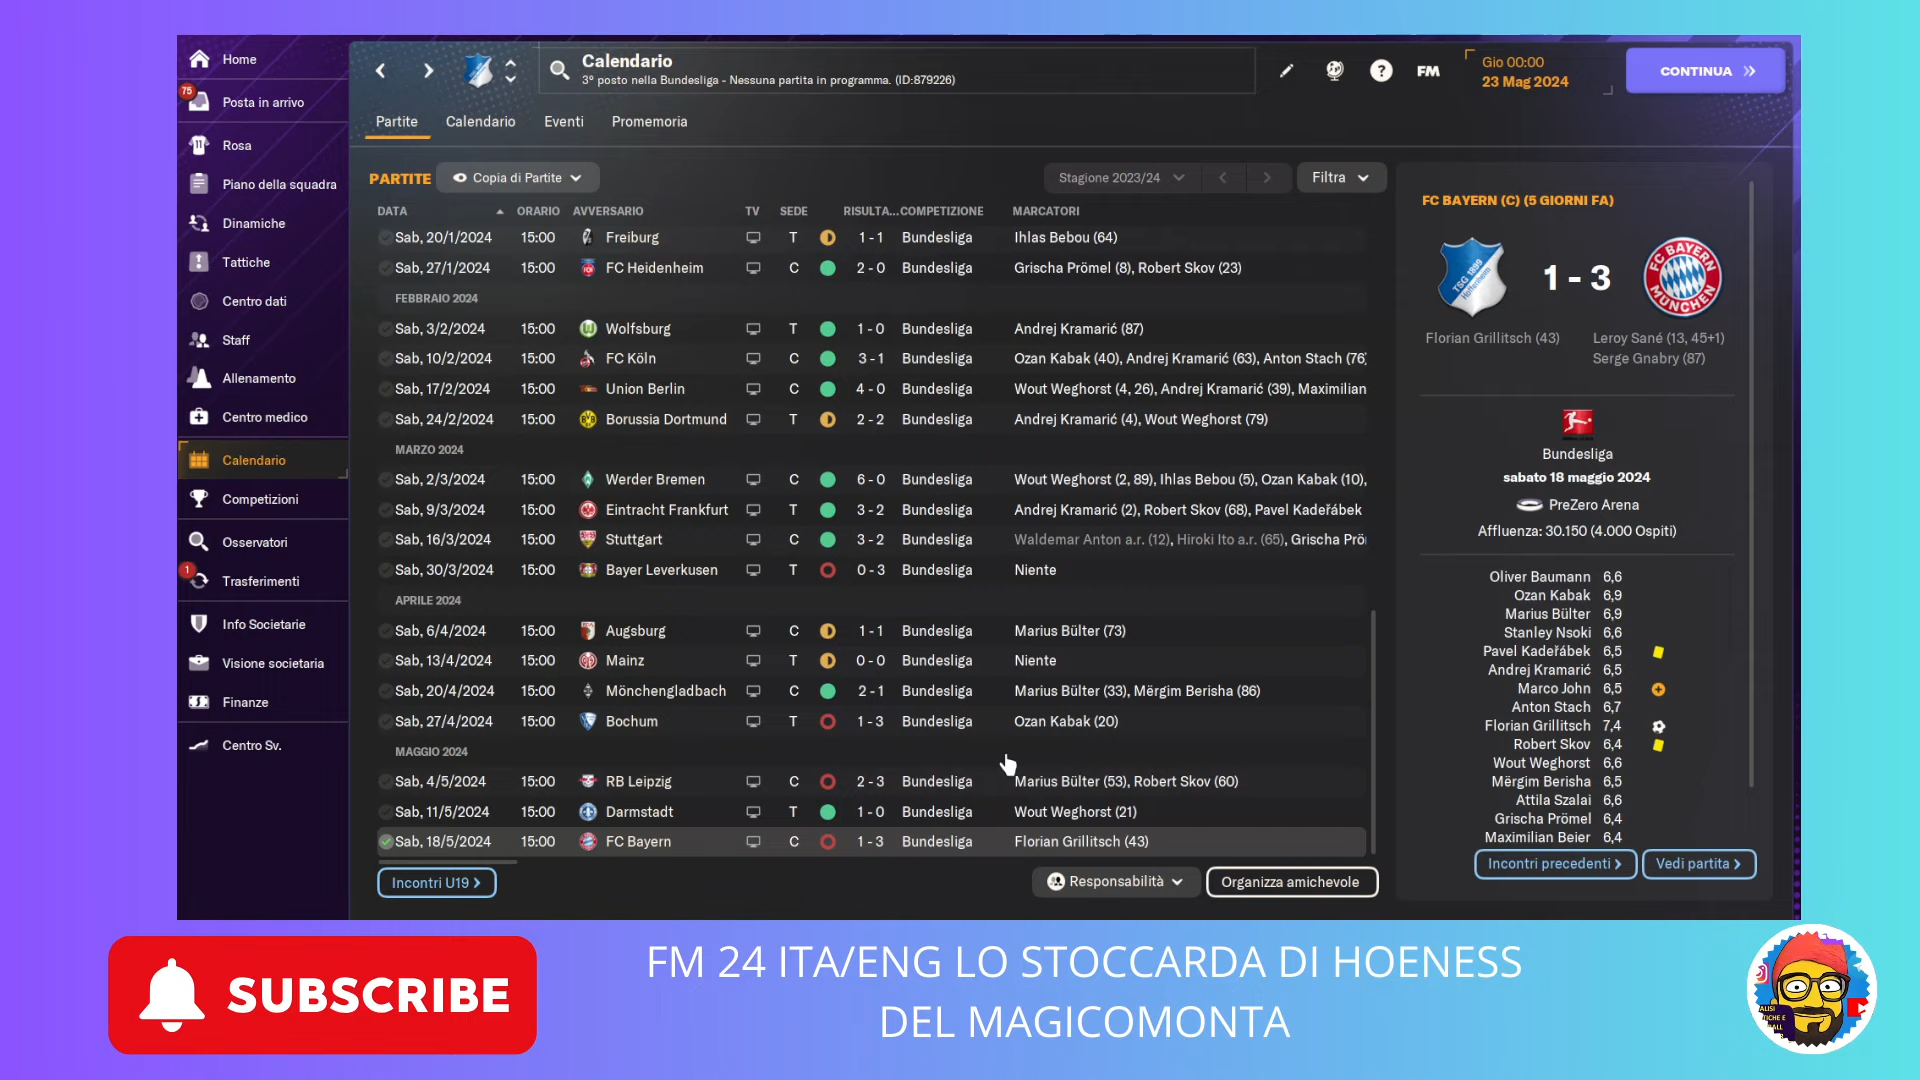 Home
75
Posta in arrivo
Rosa
Piano della squadra
Dinamiche
Tattiche
Centro dati
Staff
Allenamento
Centro medico
Calendario
Competizioni
Osservatori
1
Trasferimenti
Info Societarie
Visione societaria
Finanze
Centro Sv.
Calendario
3° posto nella Bundesliga - Nessuna partita in programma. (ID:879226)
FM
Gio 00:00
23 Mag 2024
CONTINUA
Partite Calendario Eventi Promemoria
PARTITE Copia di Partite Stagione 2023/24 Filtra
DATA ORARIO AVVERSARIO TV SEDE RISULTA... COMPETIZIONE MARCATORI
Sab, 20/1/2024 15:00 Freiburg T 1 - 1 Bundesliga Ihlas Bebou (64)
Sab, 27/1/2024 15:00 FC Heidenheim C 2 - 0 Bundesliga Grischa Prömel (8), Robert Skov (23)
FEBBRAIO 2024
Sab, 3/2/2024 15:00 Wolfsburg T 1 - 0 Bundesliga Andrej Kramarić (87)
Sab, 10/2/2024 15:00 FC Köln C 3 - 1 Bundesliga Ozan Kabak (40), Andrej Kramarić (63), Anton Stach (76)
Sab, 17/2/2024 15:00 Union Berlin C 4 - 0 Bundesliga Wout Weghorst (4, 26), Andrej Kramarić (39), Maximilian
Sab, 24/2/2024 15:00 Borussia Dortmund T 2 - 2 Bundesliga Andrej Kramarić (4), Wout Weghorst (79)
MARZO 2024
Sab, 2/3/2024 15:00 Werder Bremen C 6 - 0 Bundesliga Wout Weghorst (2, 89), Ihlas Bebou (5), Ozan Kabak (10),
Sab, 9/3/2024 15:00 Eintracht Frankfurt T 3 - 2 Bundesliga Andrej Kramarić (2), Robert Skov (68), Pavel Kadeřábek
Sab, 16/3/2024 15:00 Stuttgart C 3 - 2 Bundesliga Waldemar Anton a.r. (12), Hiroki Ito a.r. (65), Grischa Prö
Sab, 30/3/2024 15:00 Bayer Leverkusen T 0 - 3 Bundesliga Niente
APRILE 2024
Sab, 6/4/2024 15:00 Augsburg C 1 - 1 Bundesliga Marius Bülter (73)
Sab, 13/4/2024 15:00 Mainz T 0 - 0 Bundesliga Niente
Sab, 20/4/2024 15:00 Mönchengladbach C 2 - 1 Bundesliga Marius Bülter (33), Mërgim Berisha (86)
Sab, 27/4/2024 15:00 Bochum T 1 - 3 Bundesliga Ozan Kabak (20)
MAGGIO 2024
Sab, 4/5/2024 15:00 RB Leipzig C 2 - 3 Bundesliga Marius Bülter (53), Robert Skov (60)
Sab, 11/5/2024 15:00 Darmstadt T 1 - 0 Bundesliga Wout Weghorst (21)
Sab, 18/5/2024 15:00 FC Bayern C 1 - 3 Bundesliga Florian Grillitsch (43)
Incontri U19 Responsabilità Organizza amichevole
FC BAYERN (C) (5 GIORNI FA)
TSG 1899
Hoffenheim
1 - 3
FC BAYERN
MÜNCHEN
Florian Grillitsch (43) Leroy Sané (13, 45+1)
Serge Gnabry (87)
Bundesliga
sabato 18 maggio 2024
PreZero Arena
Affluenza: 30.150 (4.000 Ospiti)
Oliver Baumann 6,6
Ozan Kabak 6,9
Marius Bülter 6,9
Stanley Nsoki 6,6
Pavel Kadeřábek 6,5
Andrej Kramarić 6,5
Marco John 6,5
Anton Stach 6,7
Florian Grillitsch 7,4
Robert Skov 6,4
Wout Weghorst 6,6
Mërgim Berisha 6,5
Attila Szalai 6,6
Grischa Prömel 6,4
Maximilian Beier 6,4
Incontri precedenti Vedi partita
SUBSCRIBE
FM 24 ITA/ENG LO STOCCARDA DI HOENESS
DEL MAGICOMONTA